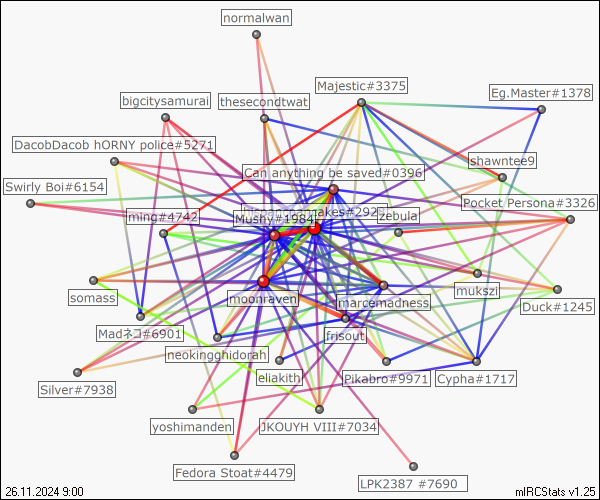 normalwan
Majestic#3375
Eg.Master#1378
bigcitysamurai
thesecondtwat
DacobDacob hORNY police#5271
shawntee9
Can anything be saved#0396
Swirly Boi#6154
Pocket Persona#3326
ming#4742
Mushy#1984
zebula
somass
moonraven
marcemadness
mukszi
Duck#1245
Madネコ#6901
frisout
neokingghidorah
Silver#7938
eliakith
Pikabro#9971
Cypha#1717
yoshimanden
JKOUYH VIII#7034
Fedora Stoat#4479
LPK2387 #7690
26.11.2024 9:00
mIRCStats v1.25